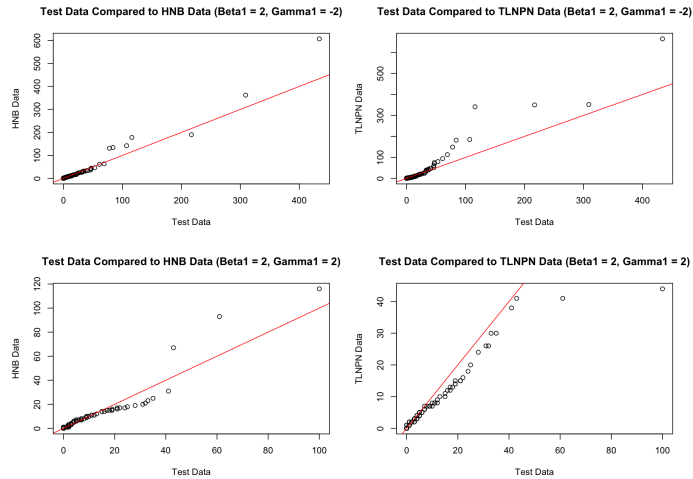 Test Data Compared to HNB Data (Beta1 = 2, Gamma1 = -2)
HNB Data
0 100 200 300 400 500 600
0 100 200 300 400
Test Data
Test Data Compared to TLNPN Data (Beta1 = 2, Gamma1 = -2)
TLNPN Data
0 100 300 500
0 100 200 300 400
Test Data
Test Data Compared to HNB Data (Beta1 = 2, Gamma1 = 2)
HNB Data
0 20 40 60 80 100 120
0 20 40 60 80 100
Test Data
Test Data Compared to TLNPN Data (Beta1 = 2, Gamma1 = 2)
TLNPN Data
0 10 20 30 40
0 20 40 60 80 100
Test Data